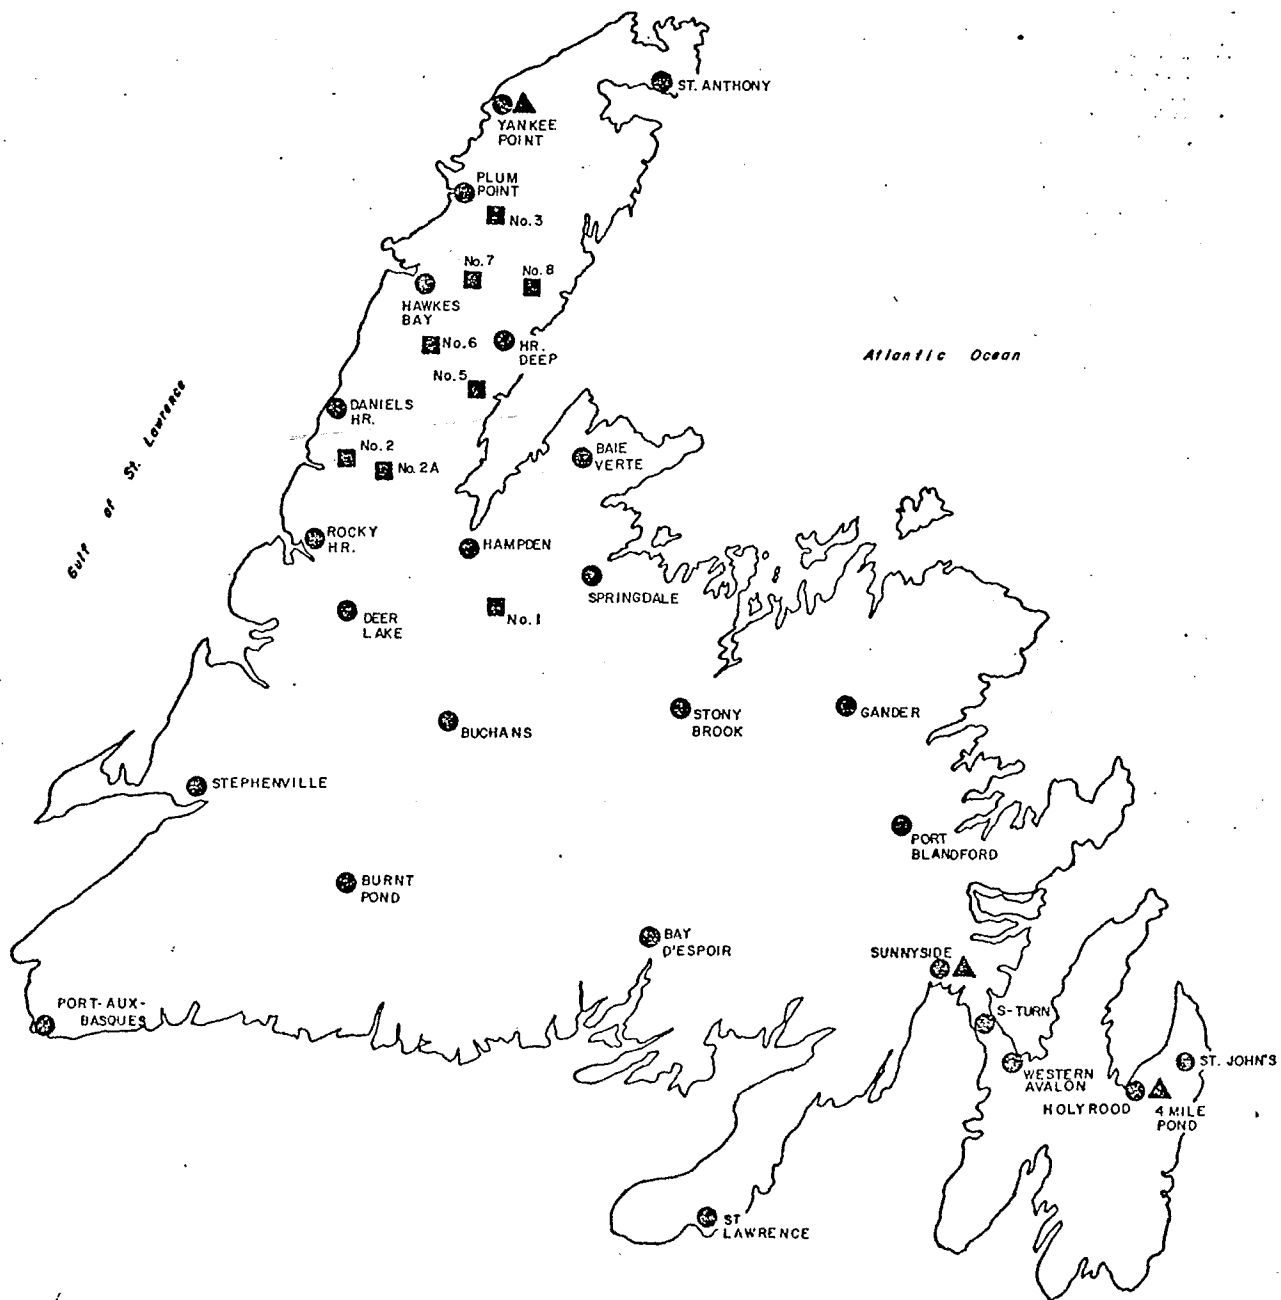 ST. ANTHONY
YANKEE
POINT
PLUM
POINT
No. 3
No. 7
No. 8
HAWKES
BAY
No. 6
HR.
DEEP
Atlantic Ocean
No. 5
Gulf of St. Lawrence
DANIELS
HR.
No. 2
No. 2A
BAIE
VERTE
ROCKY
HR.
HAMPDEN
SPRINGDALE
DEER
LAKE
No. 1
BUCHANS
STONY
BROOK
GANDER
STEPHENVILLE
PORT
BLANDFORD
BURNT
POND
BAY
D'ESPOIR
SUNNYSIDE
PORT-AUX-
BASQUES
S-TURN
WESTERN
AVALON
ST. JOHN'S
HOLYROOD
4 MILE
POND
ST
LAWRENCE